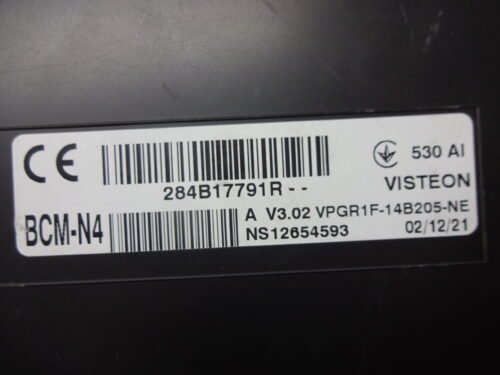 CE
530 AI
284B17791R--
VISTEON
BCM-N4
A V3.02 VPGR1F-14B205-NE
NS12654593
02/12/21